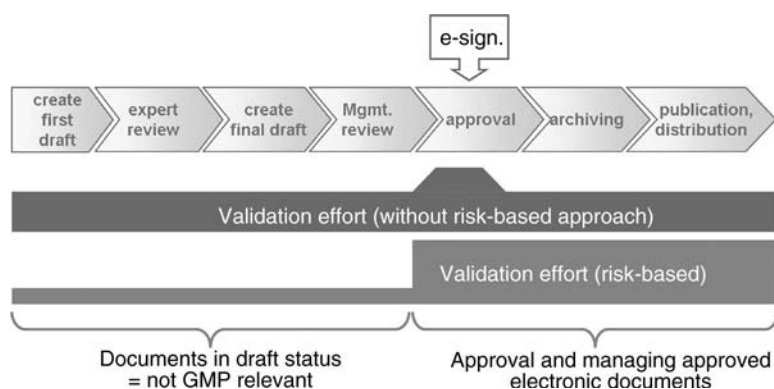 e-sign.
create
first
draft
expert
review
create
final draft
Mgmt.
review
approval
archiving
publication,
distribution
Validation effort (without risk-based approach)
Validation effort (risk-based)
Documents in draft status
= not GMP relevant
Approval and managing approved
electronic documents